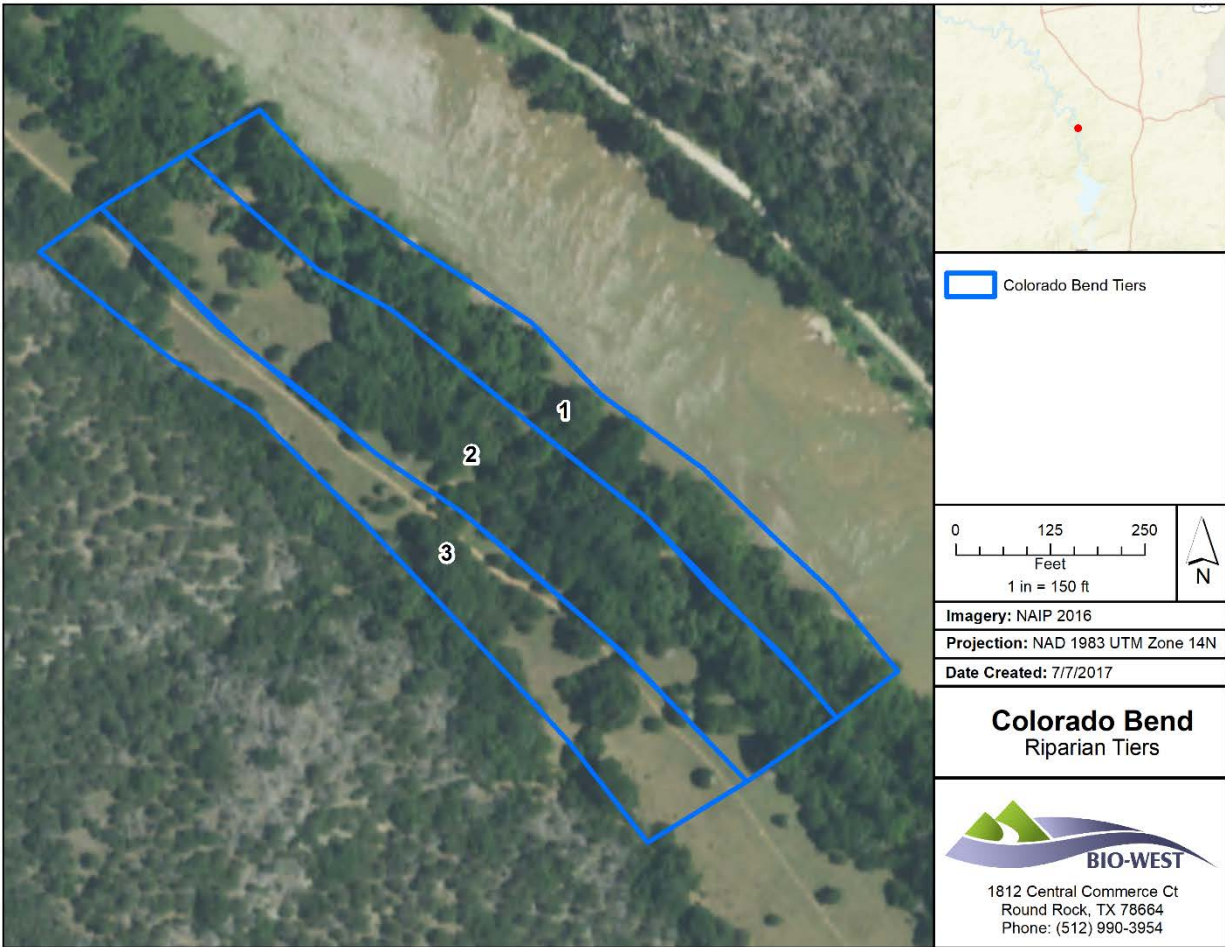 1
2
3
Colorado Bend Tiers
0 125 250
Feet
1 in = 150 ft
N
Imagery: NAIP 2016
Projection: NAD 1983 UTM Zone 14N
Date Created: 7/7/2017
Colorado Bend
Riparian Tiers
BIO-WEST
1812 Central Commerce Ct
Round Rock, TX 78664
Phone: (512) 990-3954